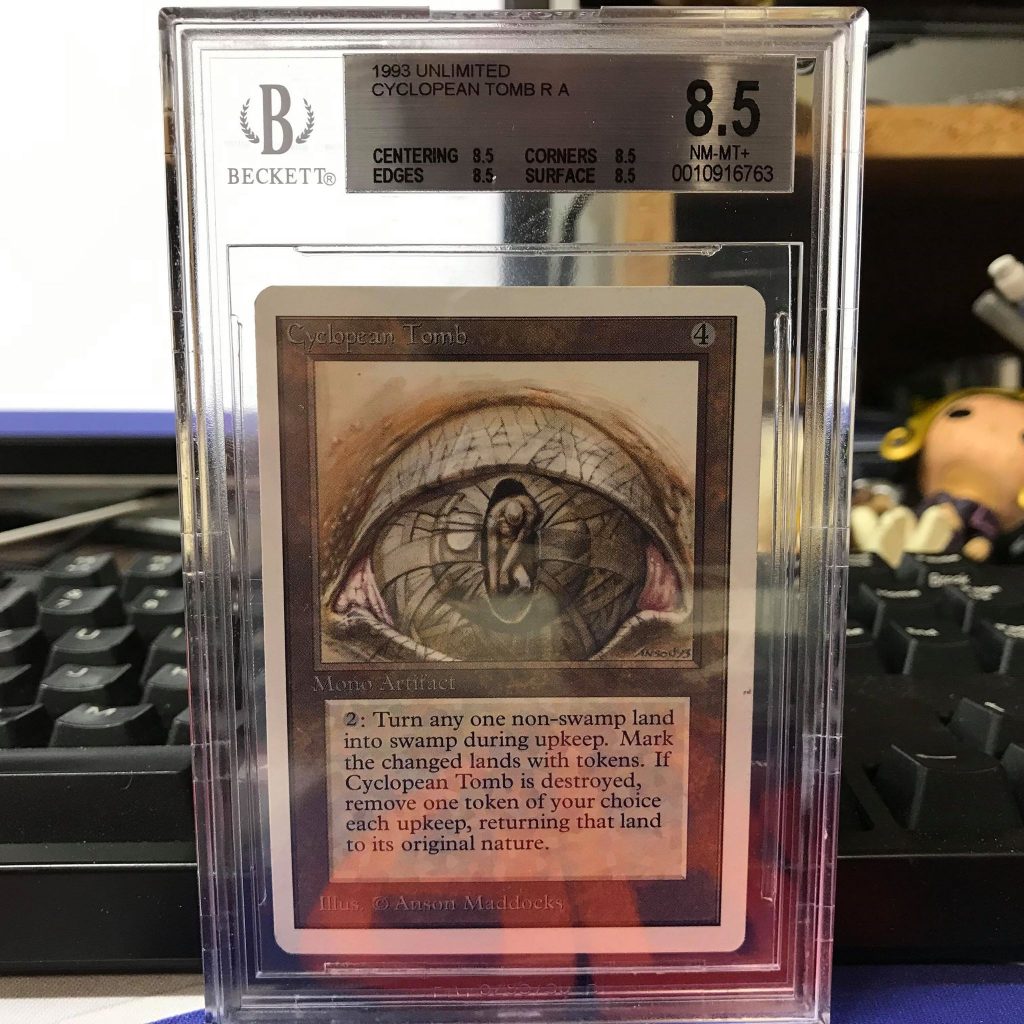 B
BECKETT®
1993 UNLIMITED
CYCLOPEAN TOMB R A
8.5
CENTERING 8.5 CORNERS 8.5
NM-MT+
EDGES 8.5 SURFACE 8.5
0010916763
Cyclopean Tomb 4
ANSON93
Mono Artifact
2: Turn any one non-swamp land
into swamp during upkeep. Mark
the changed lands with tokens. If
Cyclopean Tomb is destroyed,
remove one token of your choice
each upkeep, returning that land
to its original nature.
Illus. © Anson Maddocks
U
N
M